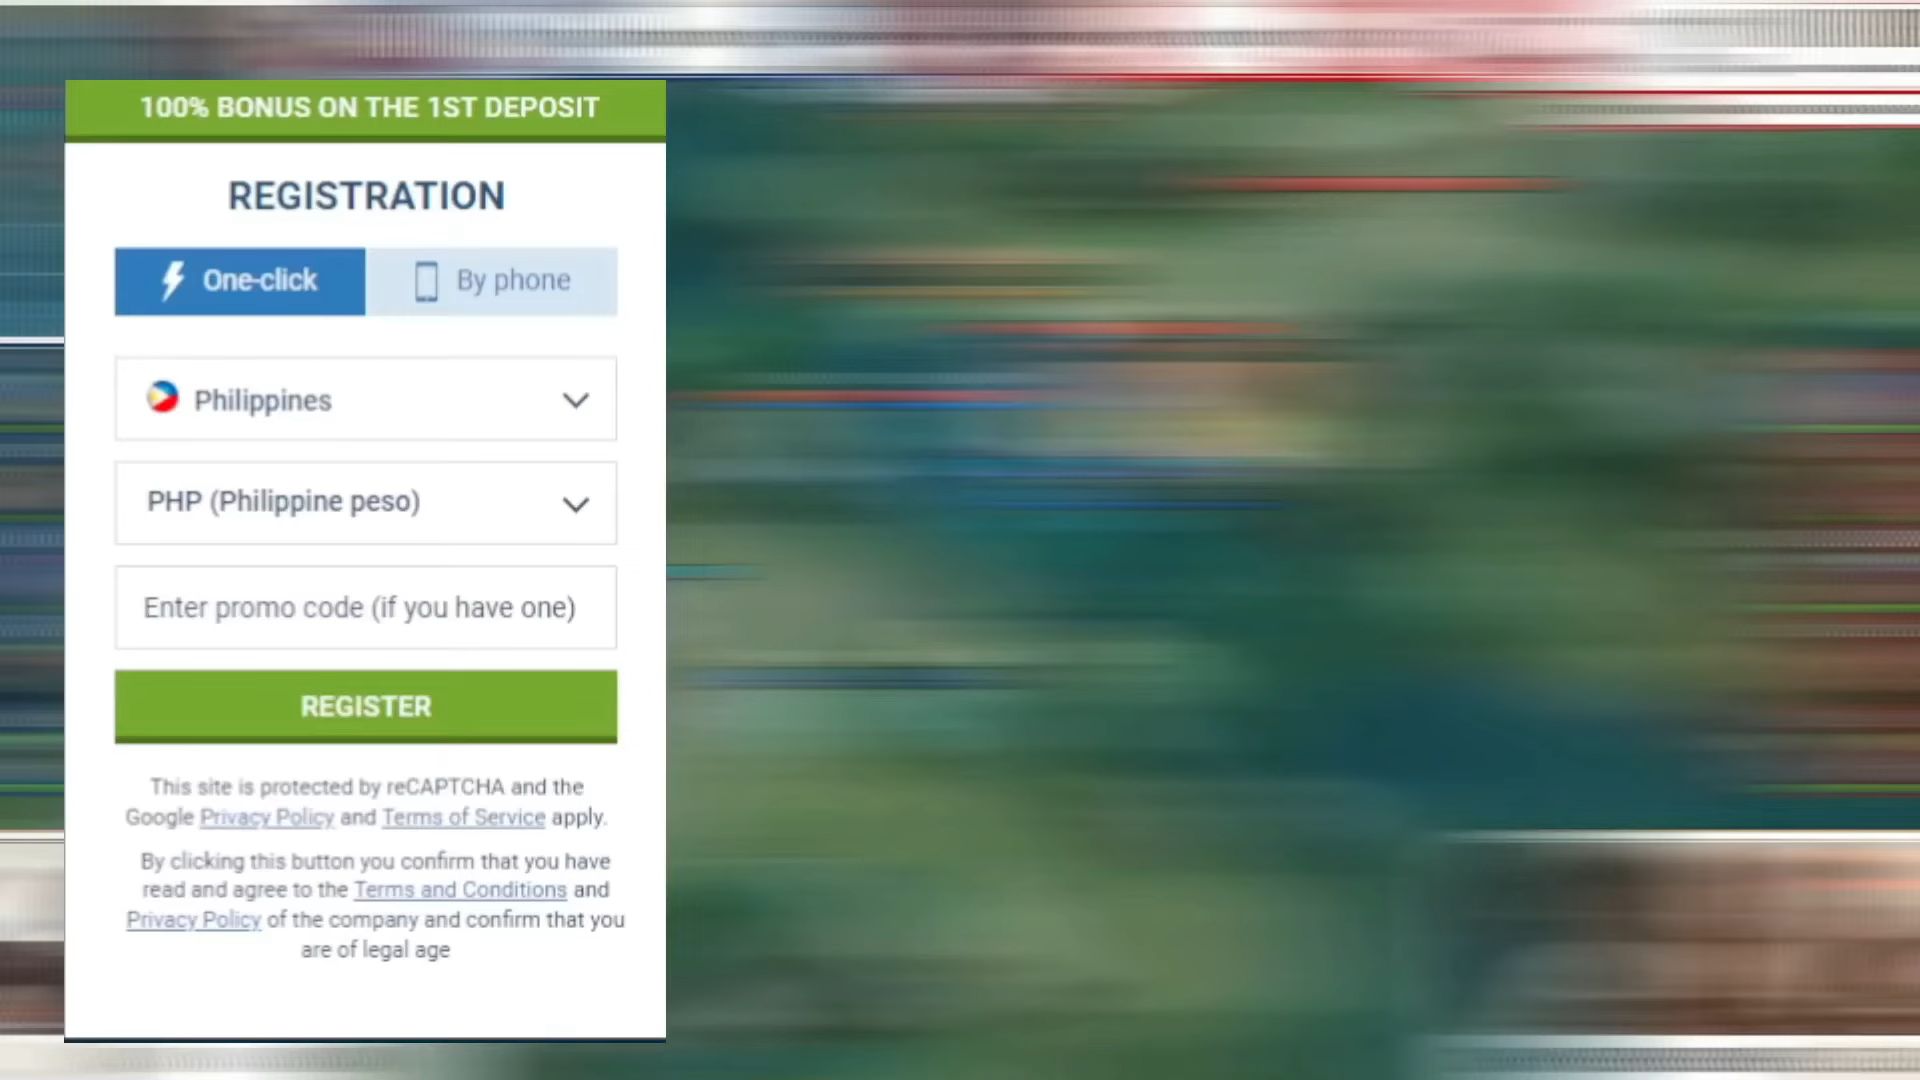 100% BONUS ON THE 1ST DEPOSIT
REGISTRATION
One-click
By phone
Philippines
PHP (Philippine peso)
Enter promo code (if you have one)
REGISTER
This site is protected by reCAPTCHA and the
Google Privacy Policy and Terms of Service apply.
By clicking this button you confirm that you have
read and agree to the Terms and Conditions and
Privacy Policy of the company and confirm that you
are of legal age